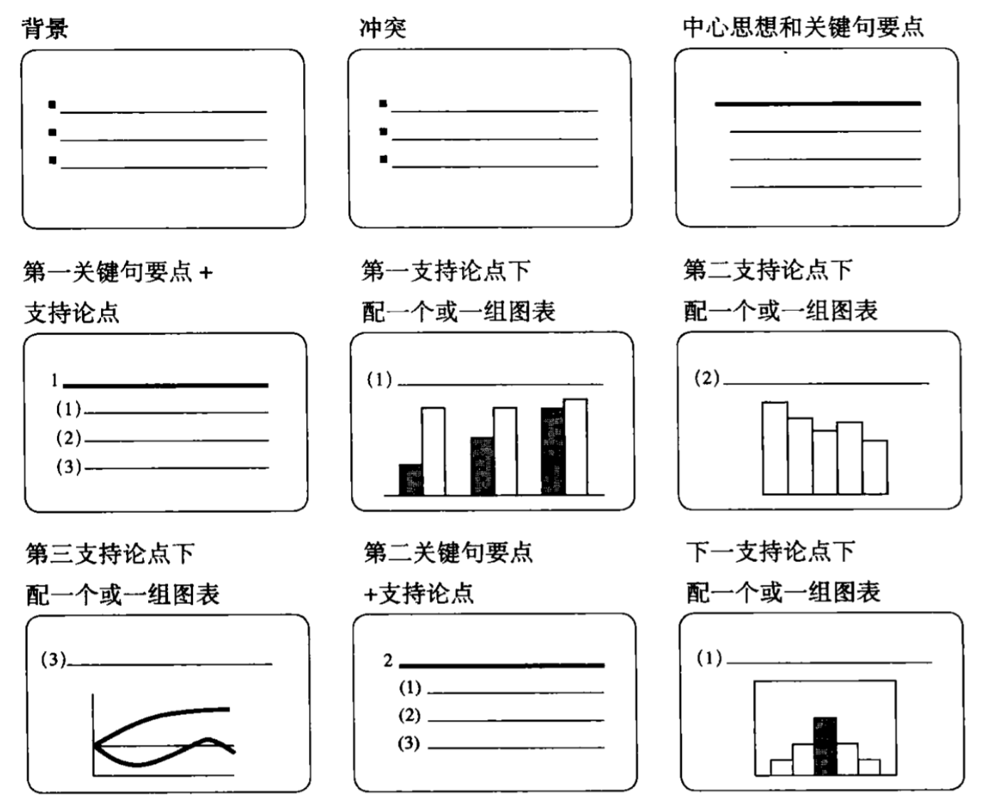 背景
冲突
中心思想和关键句要点
第一关键句要点+
支持论点
1
(1)
(2)
(3)
第一支持论点下
配一个或一组图表
(1)
第二支持论点下
配一个或一组图表
(2)
第三支持论点下
配一个或一组图表
(3)
第二关键句要点
+支持论点
2
(1)
(2)
(3)
下一支持论点下
配一个或一组图表
(1)